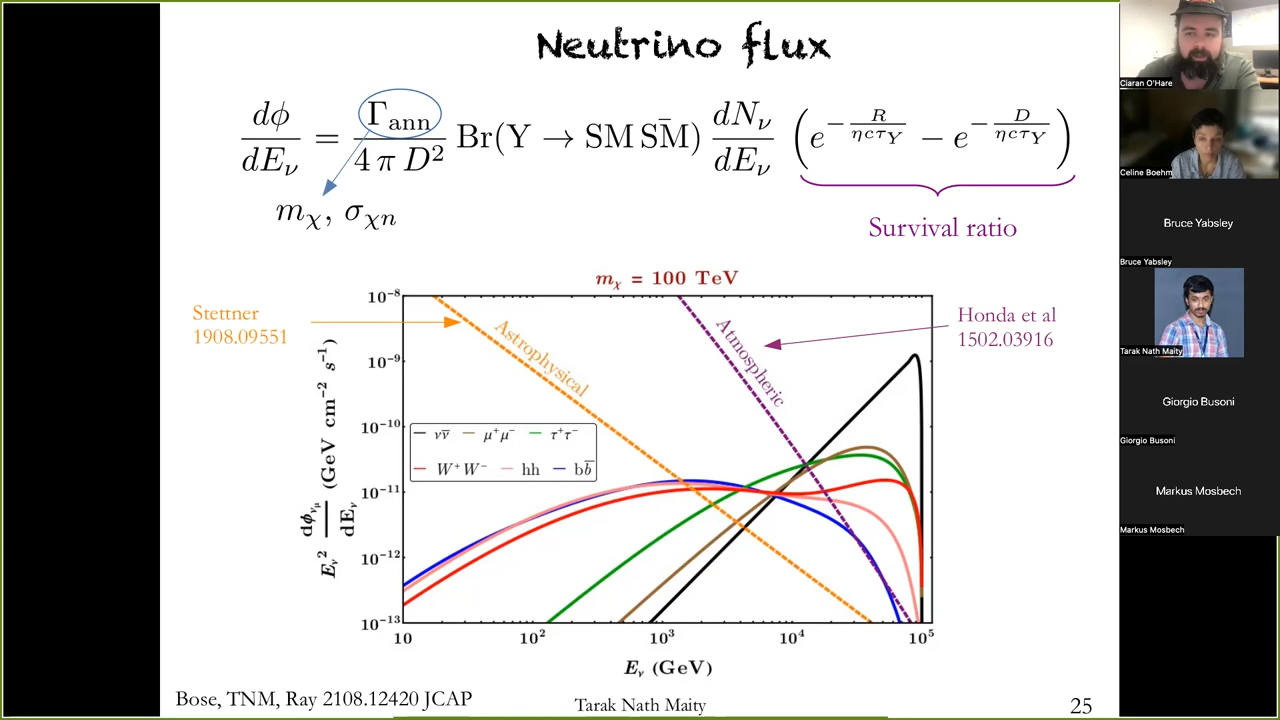 Neutrino flux
dφ/dE_ν = Γ_ann/(4 π D²) Br(Y → SM SM̄) dN_ν/dE_ν (e^{−R/(ηcτ_Y)} − e^{−D/(ηcτ_Y)})
m_χ, σ_χn
Survival ratio
m_χ = 100 TeV
Stettner
1908.09551
Astrophysical
Atmospheric
Honda et al
1502.03916
E_ν² dφ_{ν_μ}/dE_ν (GeV cm⁻² s⁻¹)
10⁻⁸
10⁻⁹
10⁻¹⁰
10⁻¹¹
10⁻¹²
10⁻¹³
νν̄ μ⁺μ⁻ τ⁺τ⁻
W⁺W⁻ hh bb̄
10 10² 10³ 10⁴ 10⁵
E_ν (GeV)
Bose, TNM, Ray 2108.12420 JCAP
Tarak Nath Maity
25
Ciaran O'Hare
Celine Boehm
Bruce Yabsley
Bruce Yabsley
Tarak Nath Maity
Giorgio Busoni
Giorgio Busoni
Markus Mosbech
Markus Mosbech